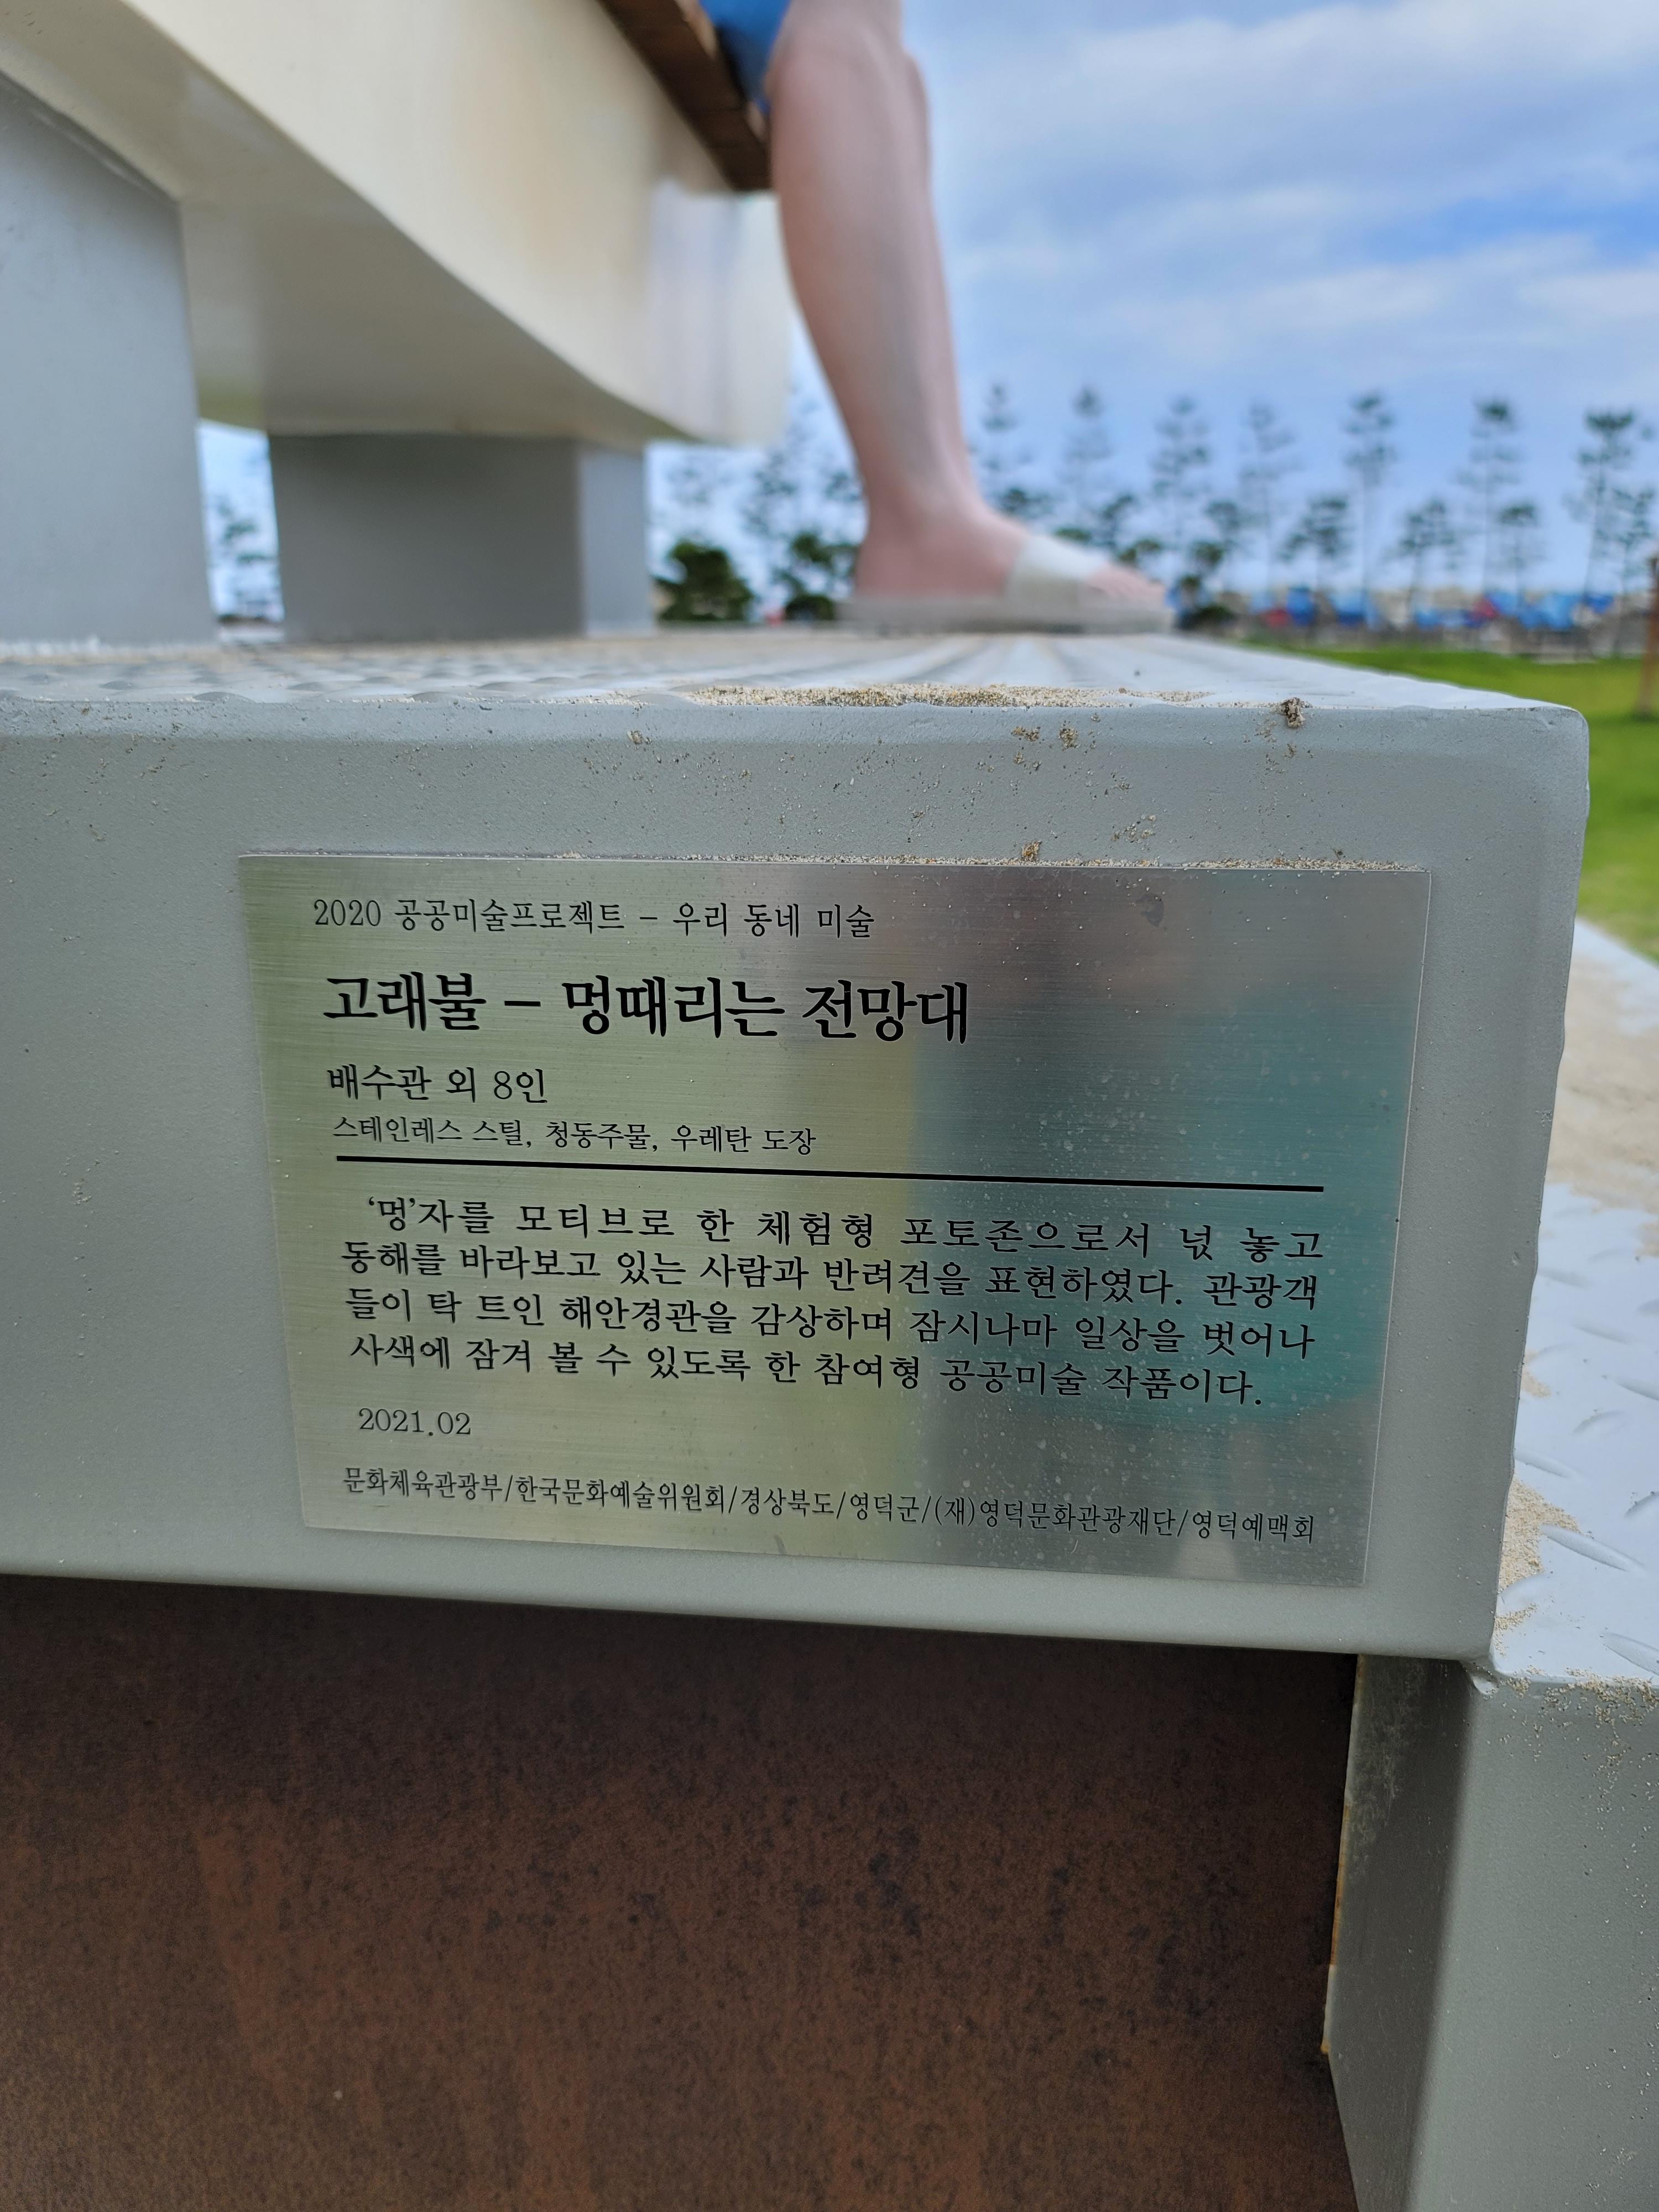 2020 공공미술프로젝트 - 우리 동네 미술
고래불 - 멍때리는 전망대
배수관 외 8인
스테인레스 스틸, 청동주물, 우레탄 도장
‘멍’자를 모티브로 한 체험형 포토존으로서 넋 놓고
동해를 바라보고 있는 사람과 반려견을 표현하였다. 관광객
들이 탁 트인 해안경관을 감상하며 잠시나마 일상을 벗어나
사색에 잠겨 볼 수 있도록 한 참여형 공공미술 작품이다.
2021.02
문화체육관광부/한국문화예술위원회/경상북도/영덕군/(재)영덕문화관광재단/영덕예맥회